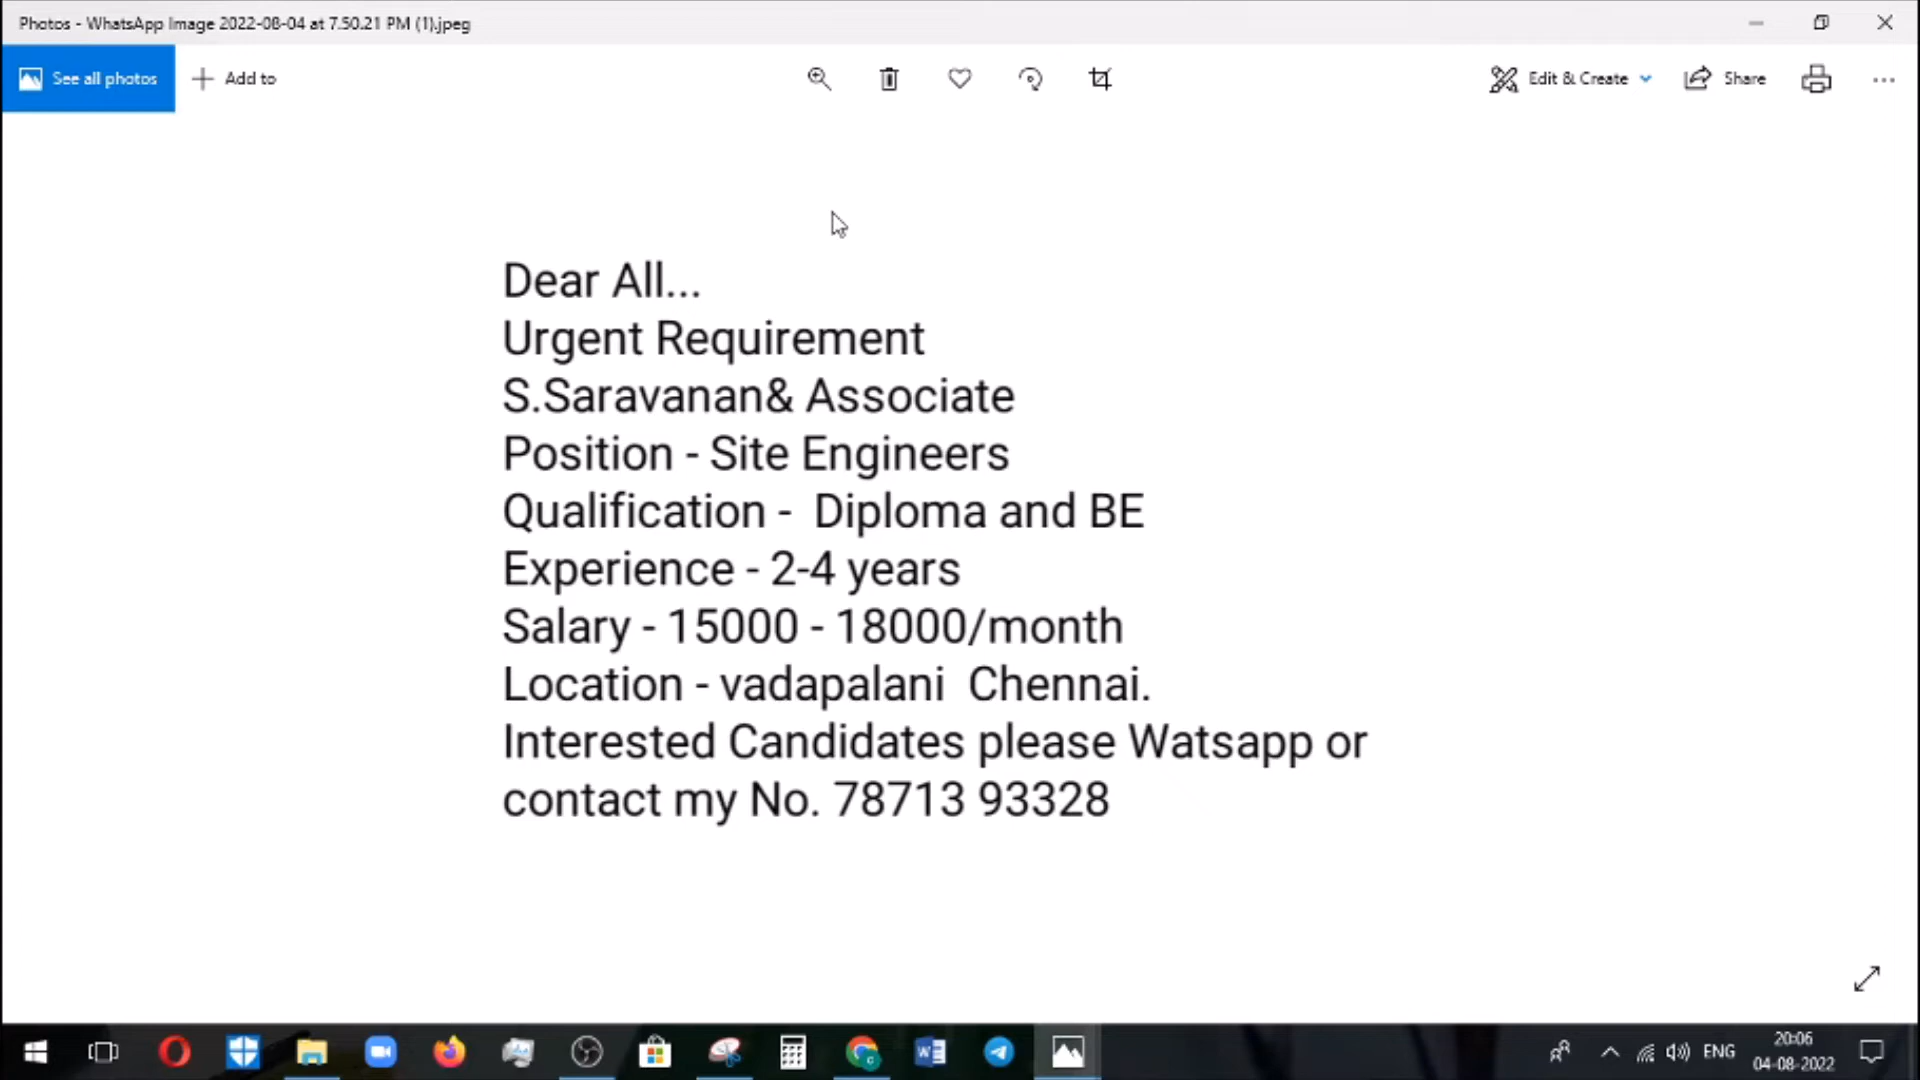 Photos - WhatsApp Image 2022-08-04 at 7.50.21 PM (1).jpeg
See all photos
Add to
Edit & Create
Share
Dear All...
Urgent Requirement
S.Saravanan& Associate
Position - Site Engineers
Qualification -  Diploma and BE
Experience - 2-4 years
Salary - 15000 - 18000/month
Location - vadapalani  Chennai.
Interested Candidates please Watsapp or
contact my No. 78713 93328
ENG
20:06
04-08-2022